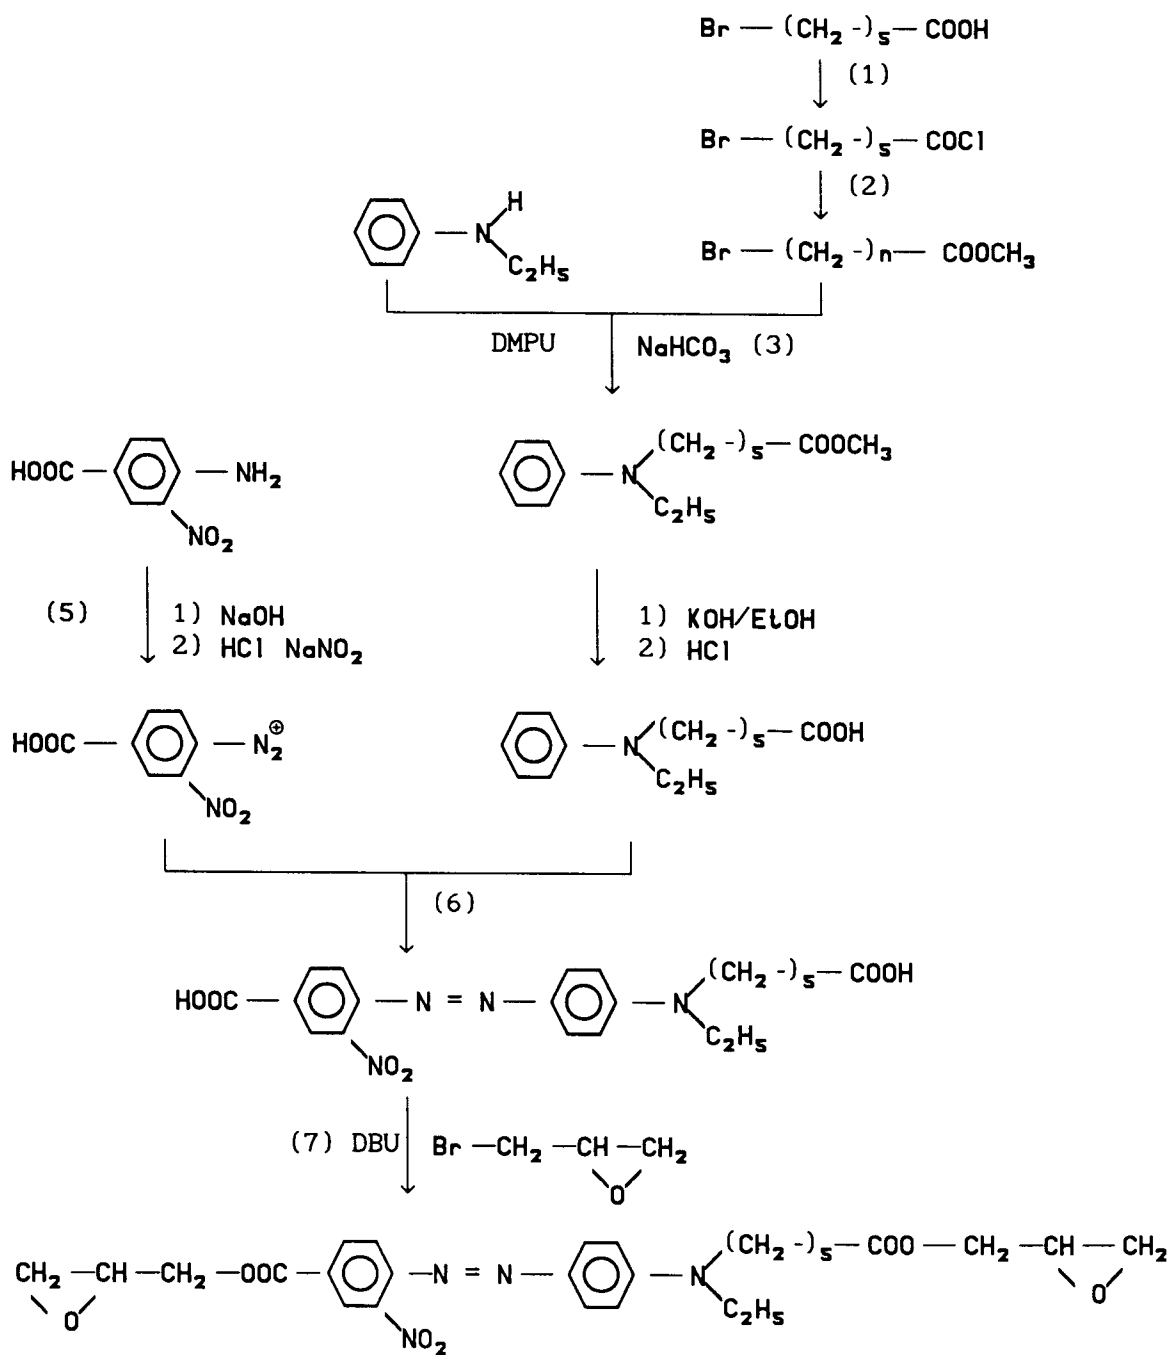 Br — (CH₂ -)₅ — COOH
(1)
Br — (CH₂ -)₅ — COCl
(2)
H
N
C₂H₅
Br — (CH₂ -)n — COOCH₃
DMPU NaHCO₃ (3)
HOOC — NH₂
NO₂
(CH₂ -)₅ — COOCH₃
N
C₂H₅
(5)
1) NaOH
2) HCl NaNO₂
1) KOH/EtOH
2) HCl
HOOC — N₂⊕
NO₂
(CH₂ -)₅ — COOH
N
C₂H₅
(6)
(CH₂ -)₅ — COOH
HOOC — N = N — N
NO₂ C₂H₅
(7) DBU Br — CH₂ — CH — CH₂
O
(CH₂ -)₅ — COO — CH₂ — CH — CH₂
CH₂ — CH — CH₂ — OOC — N = N — N
O NO₂ C₂H₅ O